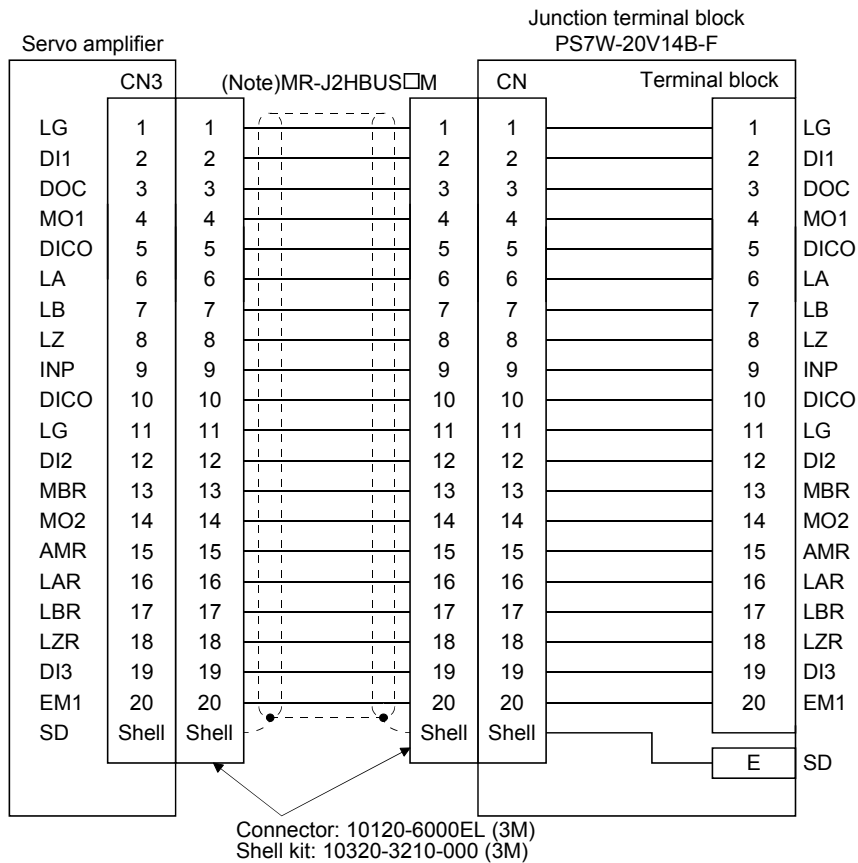 Junction terminal block
Servo amplifier PS7W-20V14B-F
CN3 (Note)MR-J2HBUS□M CN Terminal block
LG 1 1 1 1 1 LG
DI1 2 2 2 2 2 DI1
DOC 3 3 3 3 3 DOC
MO1 4 4 4 4 4 MO1
DICO 5 5 5 5 5 DICO
LA 6 6 6 6 6 LA
LB 7 7 7 7 7 LB
LZ 8 8 8 8 8 LZ
INP 9 9 9 9 9 INP
DICO 10 10 10 10 10 DICO
LG 11 11 11 11 11 LG
DI2 12 12 12 12 12 DI2
MBR 13 13 13 13 13 MBR
MO2 14 14 14 14 14 MO2
AMR 15 15 15 15 15 AMR
LAR 16 16 16 16 16 LAR
LBR 17 17 17 17 17 LBR
LZR 18 18 18 18 18 LZR
DI3 19 19 19 19 19 DI3
EM1 20 20 20 20 20 EM1
SD Shell Shell Shell Shell
E SD
Connector: 10120-6000EL (3M)
Shell kit: 10320-3210-000 (3M)